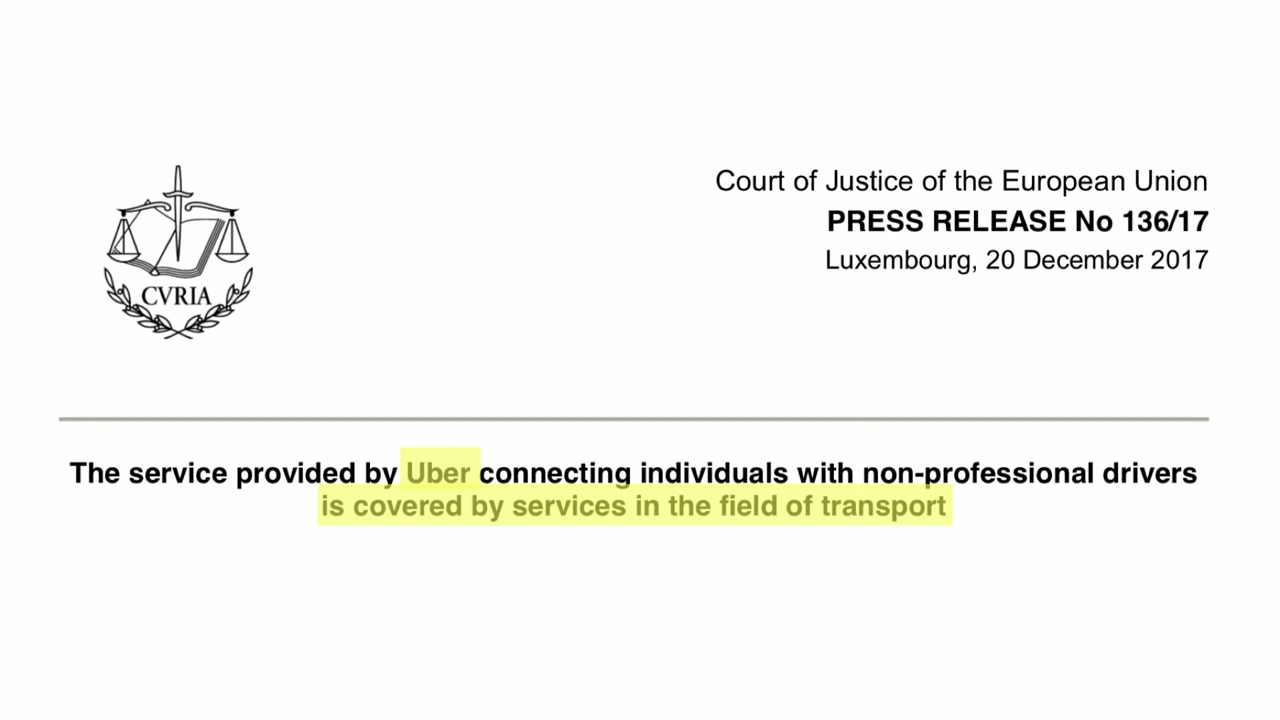 Court of Justice of the European Union
PRESS RELEASE No 136/17
Luxembourg, 20 December 2017
CVRIA
The service provided by Uber connecting individuals with non-professional drivers
is covered by services in the field of transport